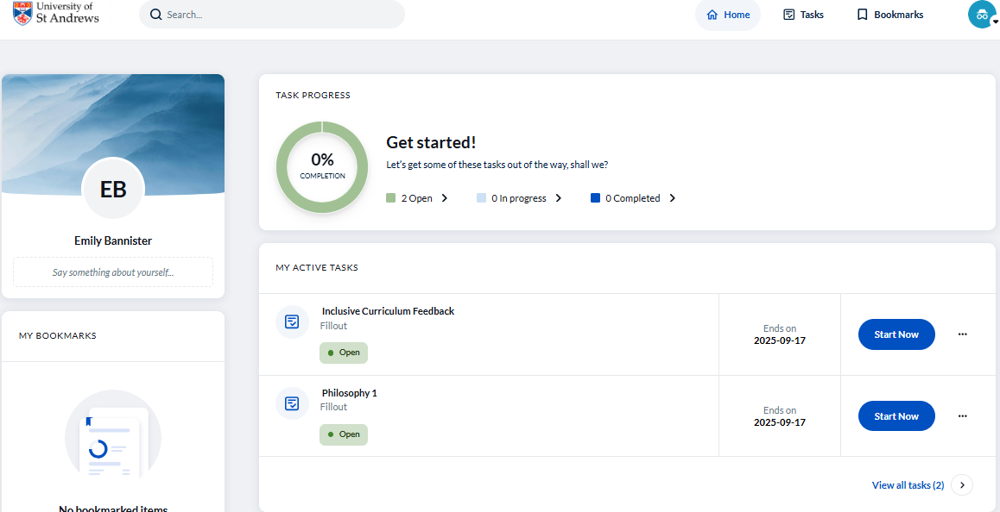 University of
St Andrews
Search...
Home
Tasks
Bookmarks
EB
Emily Bannister
Say something about yourself...
MY BOOKMARKS
No bookmarked items
TASK PROGRESS
0%
COMPLETION
Get started!
Let's get some of these tasks out of the way, shall we?
2 Open
0 In progress
0 Completed
MY ACTIVE TASKS
Inclusive Curriculum Feedback
Fillout
Open
Ends on
2025-09-17
Start Now
Philosophy 1
Fillout
Open
Ends on
2025-09-17
Start Now
View all tasks (2)